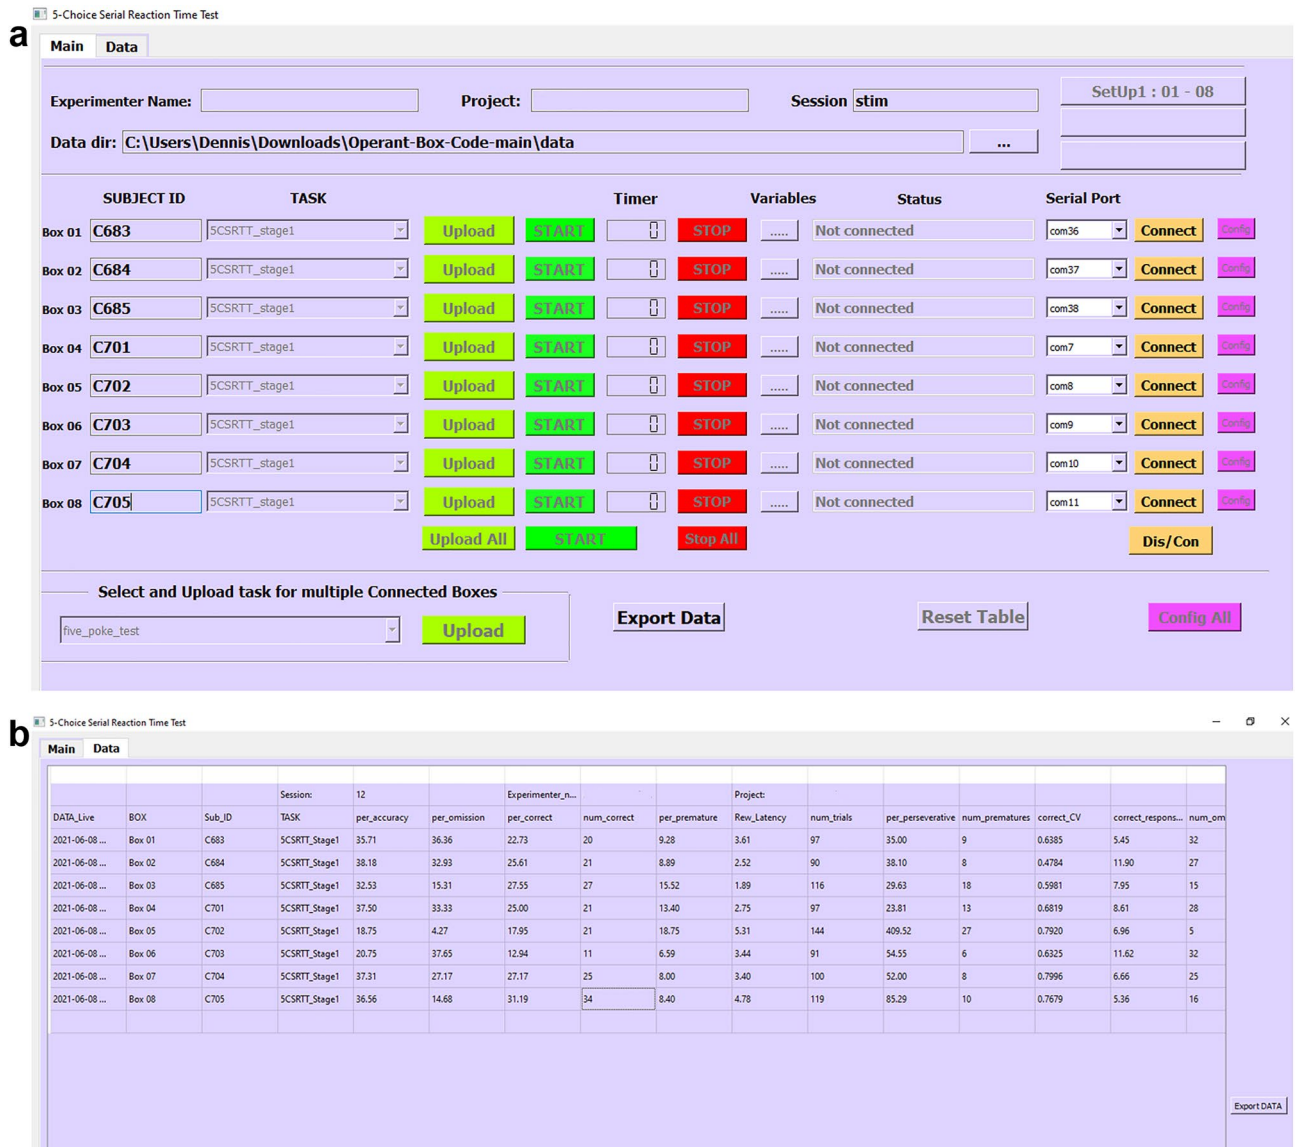 5-Choice Serial Reaction Time Test
a
Main Data
Experimenter Name: Project: Session stim SetUp1 : 01 - 08
Data dir: C:\Users\Dennis\Downloads\Operant-Box-Code-main\data ...
SUBJECT ID TASK Timer Variables Status Serial Port
Box 01 C683 5CSRTT_stage1 Upload START 0 STOP ..... Not connected com36 Connect Config
Box 02 C684 5CSRTT_stage1 Upload START 0 STOP ..... Not connected com37 Connect Config
Box 03 C685 5CSRTT_stage1 Upload START 0 STOP ..... Not connected com38 Connect Config
Box 04 C701 5CSRTT_stage1 Upload START 0 STOP ..... Not connected com7 Connect Config
Box 05 C702 5CSRTT_stage1 Upload START 0 STOP ..... Not connected com8 Connect Config
Box 06 C703 5CSRTT_stage1 Upload START 0 STOP ..... Not connected com9 Connect Config
Box 07 C704 5CSRTT_stage1 Upload START 0 STOP ..... Not connected com10 Connect Config
Box 08 C705 5CSRTT_stage1 Upload START 0 STOP ..... Not connected com11 Connect Config
Upload All START Stop All Dis/Con
Select and Upload task for multiple Connected Boxes
five_poke_test Upload Export Data Reset Table Config All
b
5-Choice Serial Reaction Time Test
Main Data
Session: 12 Experimenter_n... Project:
DATA_Live BOX Sub_ID TASK per_accuracy per_omission per_correct num_correct per_premature Rew_Latency num_trials per_perseverative num_prematures correct_CV correct_respons... num_om
2021-06-08 ... Box 01 C683 5CSRTT_Stage1 35.71 36.36 22.73 20 9.28 3.61 97 35.00 9 0.6385 5.45 32
2021-06-08 ... Box 02 C684 5CSRTT_Stage1 38.18 32.93 25.61 21 8.89 2.52 90 38.10 8 0.4784 11.90 27
2021-06-08 ... Box 03 C685 5CSRTT_Stage1 32.53 15.31 27.55 27 15.52 1.89 116 29.63 18 0.5981 7.95 15
2021-06-08 ... Box 04 C701 5CSRTT_Stage1 37.50 33.33 25.00 21 13.40 2.75 97 23.81 13 0.6819 8.61 28
2021-06-08 ... Box 05 C702 5CSRTT_Stage1 18.75 4.27 17.95 21 18.75 5.31 144 409.52 27 0.7920 6.96 5
2021-06-08 ... Box 06 C703 5CSRTT_Stage1 20.75 37.65 12.94 11 6.59 3.44 91 54.55 6 0.6325 11.62 32
2021-06-08 ... Box 07 C704 5CSRTT_Stage1 37.31 27.17 27.17 25 8.00 3.40 100 52.00 8 0.7996 6.66 25
2021-06-08 ... Box 08 C705 5CSRTT_Stage1 36.56 14.68 31.19 34 8.40 4.78 119 85.29 10 0.7679 5.36 16
Export DATA